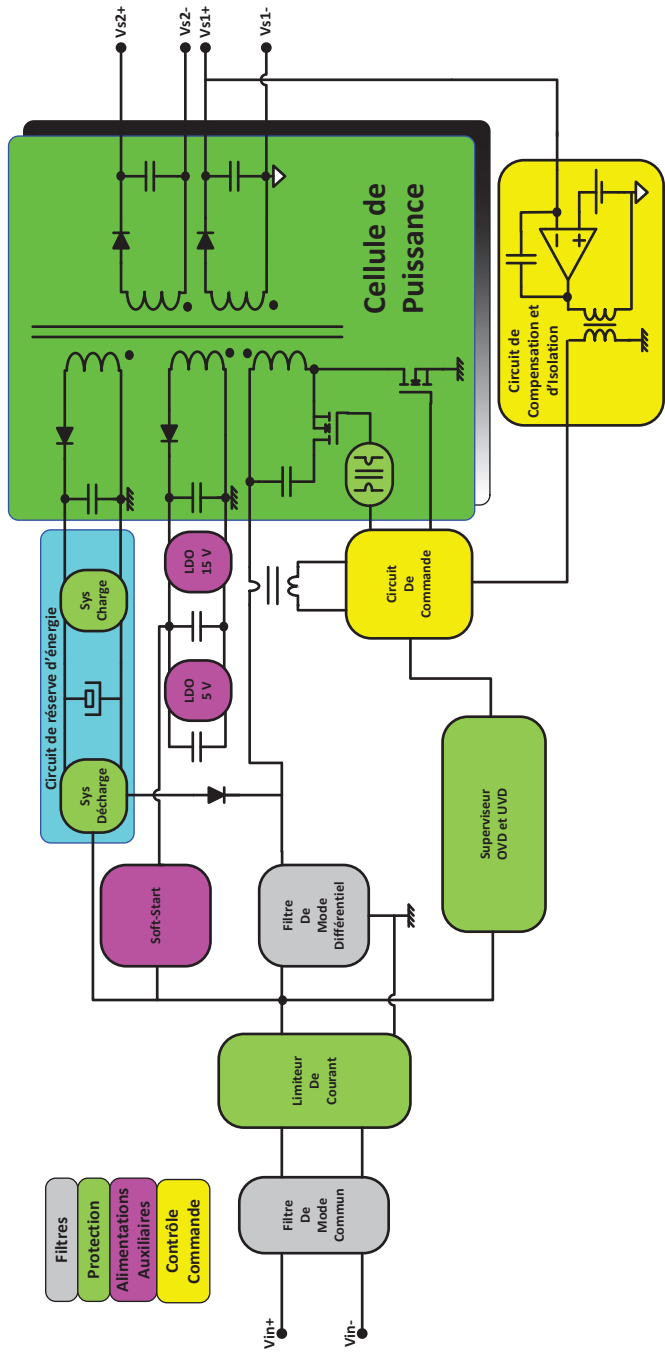 Filtres
Protection
Alimentations
Auxiliaires
Contrôle
Commande
Vin+
Vin-
Filtre
De
Mode
Commun
Limiteur
De
Courant
Soft-Start
Filtre
De
Mode
Différentiel
Superviseur
OVD et UVD
Circuit de réserve d'énergie
Sys
Décharge
Sys
Charge
LDO
5 V
LDO
15 V
Circuit
De
Commande
Cellule de
Puissance
Circuit de
Compensation et
d'Isolation
-
+
Vs2+
Vs2-
Vs1+
Vs1-